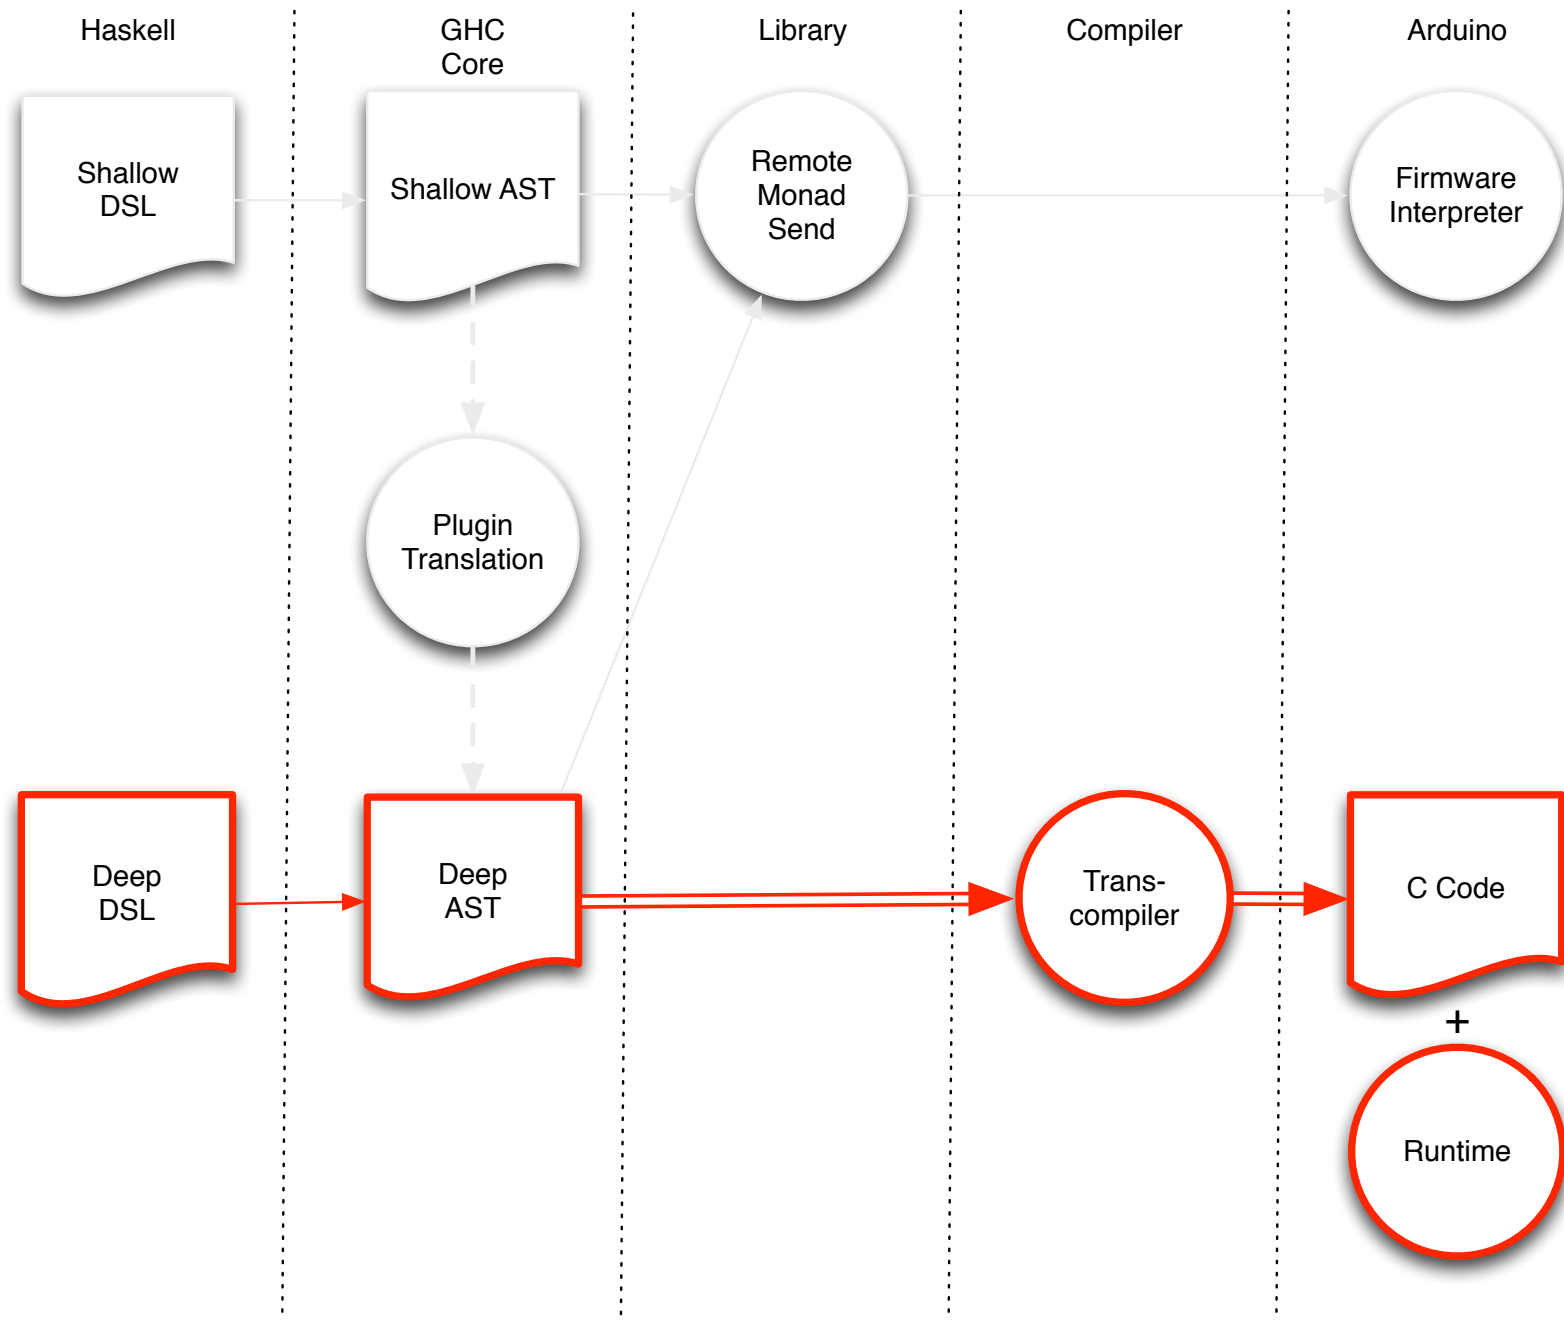 Haskell
GHC
Core
Library
Compiler
Arduino
Shallow
DSL
Shallow AST
Remote
Monad
Send
Firmware
Interpreter
Plugin
Translation
Deep
DSL
Deep
AST
Trans-
compiler
C Code
+
Runtime